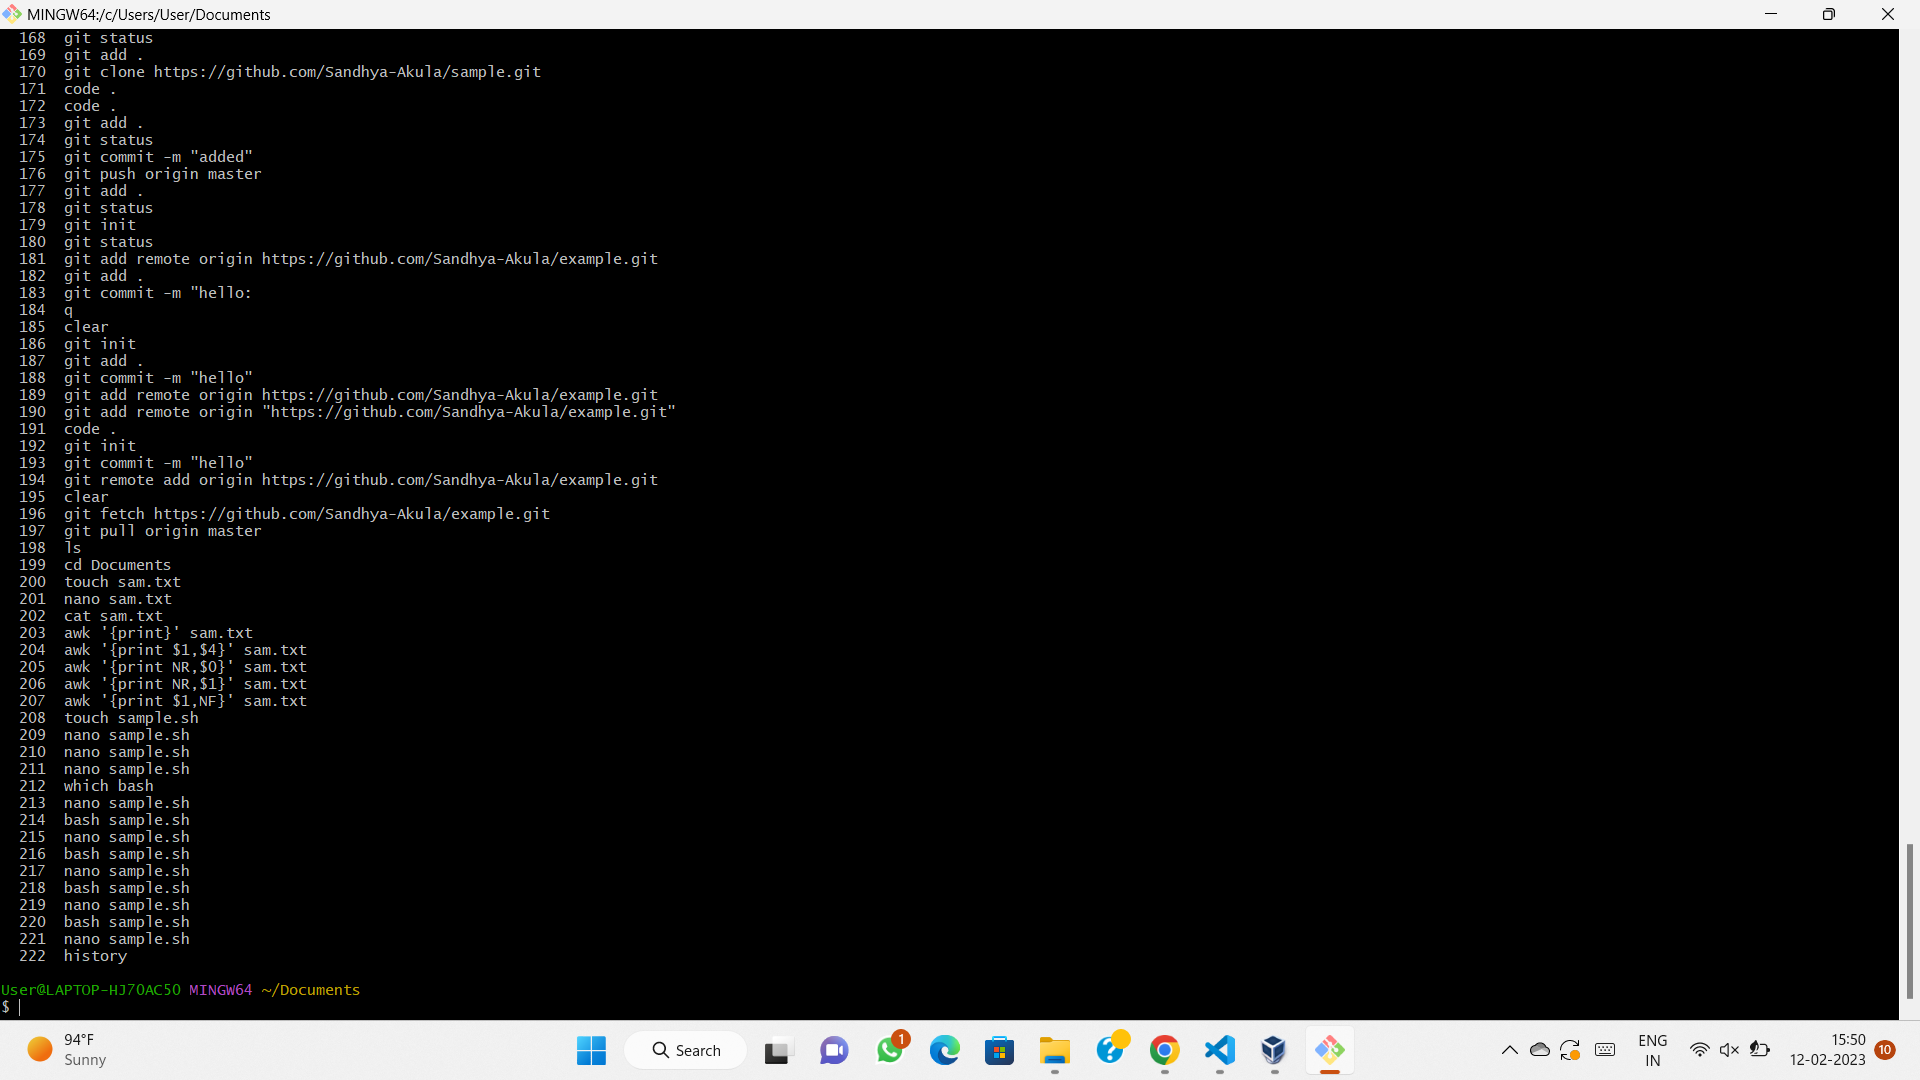 MINGW64:/c/Users/User/Documents
168 git status
169 git add .
170 git clone https://github.com/Sandhya-Akula/sample.git
171 code .
172 code .
173 git add .
174 git status
175 git commit -m "added"
176 git push origin master
177 git add .
178 git status
179 git init
180 git status
181 git add remote origin https://github.com/Sandhya-Akula/example.git
182 git add .
183 git commit -m "hello:
184 q
185 clear
186 git init
187 git add .
188 git commit -m "hello"
189 git add remote origin https://github.com/Sandhya-Akula/example.git
190 git add remote origin "https://github.com/Sandhya-Akula/example.git"
191 code .
192 git init
193 git commit -m "hello"
194 git remote add origin https://github.com/Sandhya-Akula/example.git
195 clear
196 git fetch https://github.com/Sandhya-Akula/example.git
197 git pull origin master
198 ls
199 cd Documents
200 touch sam.txt
201 nano sam.txt
202 cat sam.txt
203 awk '{print}' sam.txt
204 awk '{print $1,$4}' sam.txt
205 awk '{print NR,$0}' sam.txt
206 awk '{print NR,$1}' sam.txt
207 awk '{print $1,NF}' sam.txt
208 touch sample.sh
209 nano sample.sh
210 nano sample.sh
211 nano sample.sh
212 which bash
213 nano sample.sh
214 bash sample.sh
215 nano sample.sh
216 bash sample.sh
217 nano sample.sh
218 bash sample.sh
219 nano sample.sh
220 bash sample.sh
221 nano sample.sh
222 history
User@LAPTOP-HJ70AC50 MINGW64 ~/Documents
$
94°F
Sunny
Search
1
ENG
IN
15:50
12-02-2023
10